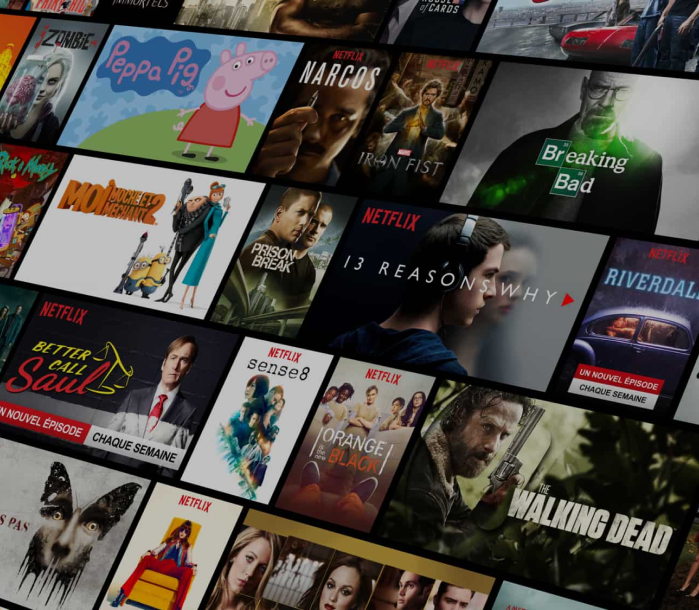 IMMORTELS
HOUSE
of CARDS
iZOMBIE
Peppa Pig
NETFLIX
NARCOS
NETFLIX
MARVEL
IRON FIST
Breaking
Bad
Rick and Morty
MOI MOCHE ET
MÉCHANT 2
PRISON
BREAK
NETFLIX
13 REASONS WHY
NETFLIX
RIVERDALE
UN NOUVEL ÉPISODE
CHAQUE SEMAINE
NETFLIX
BETTER
CALL
Saul
UN NOUVEL ÉPISODE
CHAQUE SEMAINE
NETFLIX
sense8
NETFLIX
ORANGE
is the new
BLACK
THE
WALKING DEAD
S PAS
NETFLIX